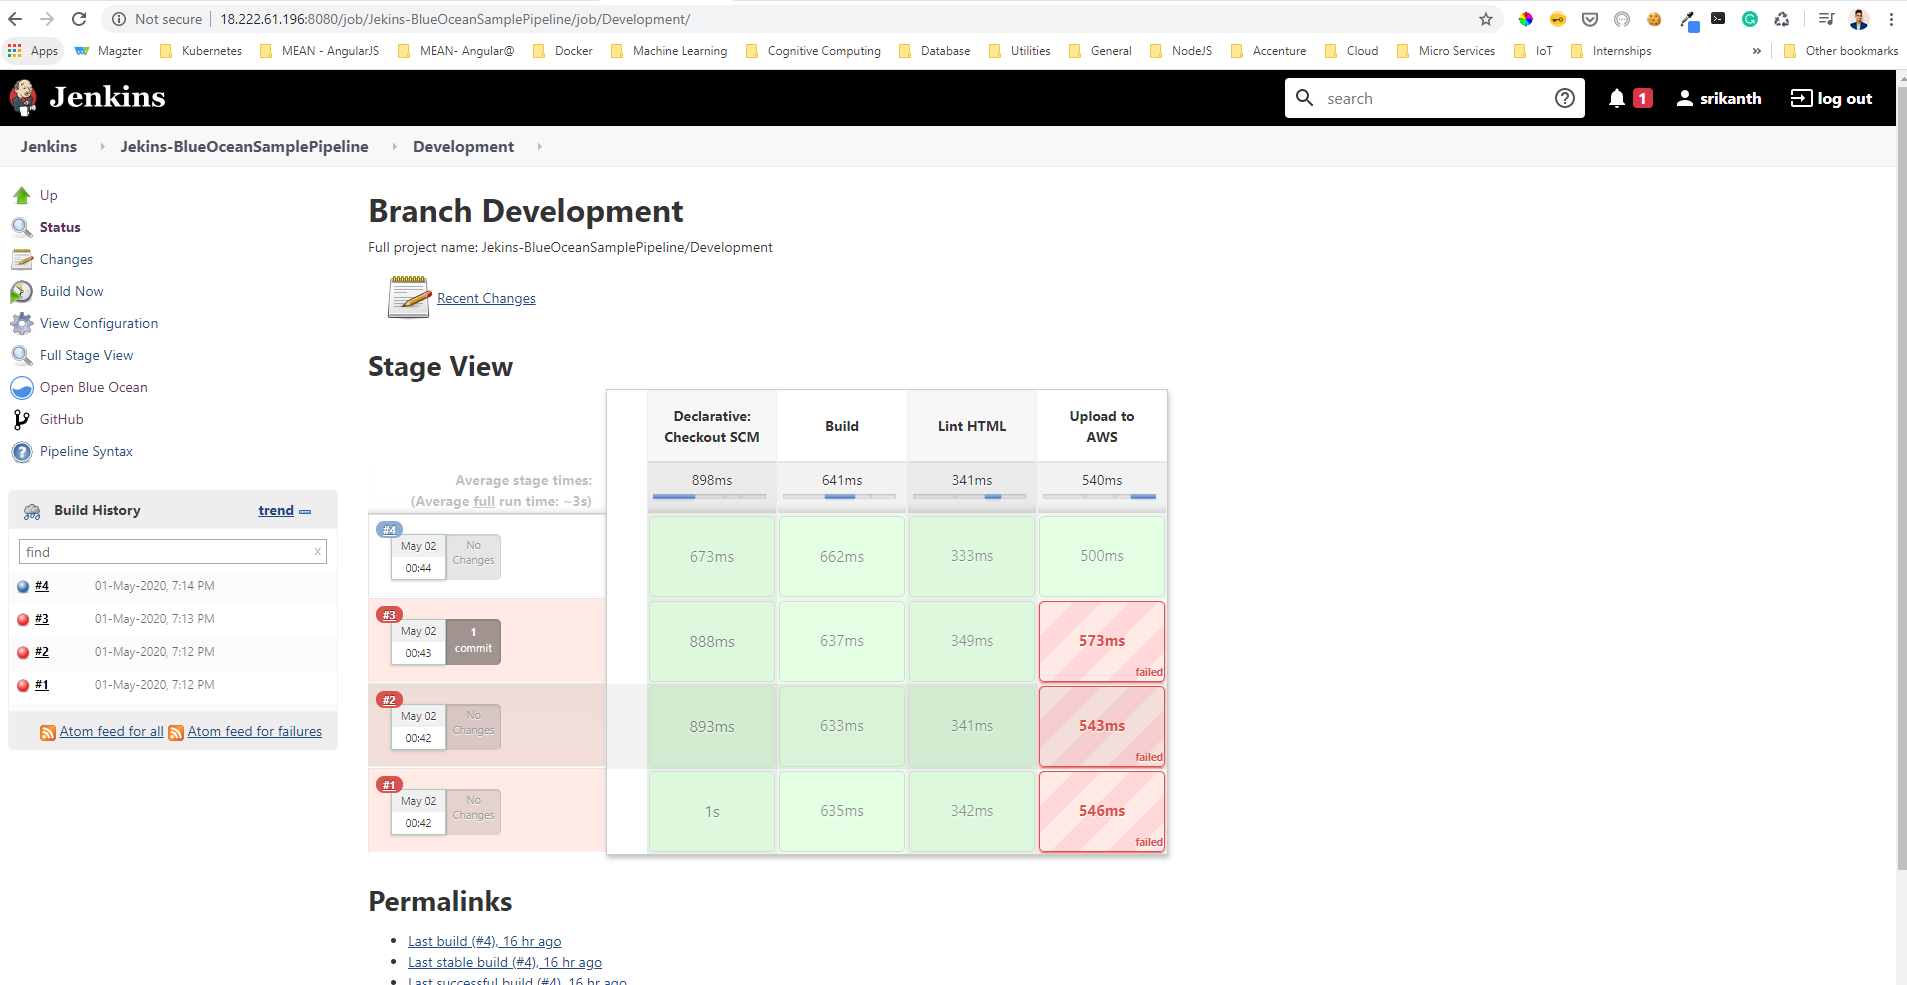 Not secure | 18.222.61.196:8080/job/Jekins-BlueOceanSamplePipeline/job/Development/
Apps Magzter Kubernetes MEAN - AngularJS MEAN- Angular@ Docker Machine Learning Cognitive Computing Database Utilities General NodeJS Accenture Cloud Micro Services IoT Internships » Other bookmarks
Jenkins
search
1
srikanth
log out
Jenkins Jekins-BlueOceanSamplePipeline Development
Up
Status
Changes
Build Now
View Configuration
Full Stage View
Open Blue Ocean
GitHub
Pipeline Syntax
Build History trend
find x
#4 01-May-2020, 7:14 PM
#3 01-May-2020, 7:13 PM
#2 01-May-2020, 7:12 PM
#1 01-May-2020, 7:12 PM
Atom feed for all Atom feed for failures
Branch Development
Full project name: Jekins-BlueOceanSamplePipeline/Development
Recent Changes
Stage View
Declarative: Checkout SCM
Build
Lint HTML
Upload to AWS
Average stage times:
(Average full run time: ~3s)
898ms 641ms 341ms 540ms
#4
May 02
00:44
No Changes
673ms 662ms 333ms 500ms
#3
May 02
00:43
1 commit
888ms 637ms 349ms 573ms
failed
#2
May 02
00:42
No Changes
893ms 633ms 341ms 543ms
failed
#1
May 02
00:42
No Changes
1s 635ms 342ms 546ms
failed
Permalinks
Last build (#4), 16 hr ago
Last stable build (#4), 16 hr ago
Last successful build (#4), 16 hr ago